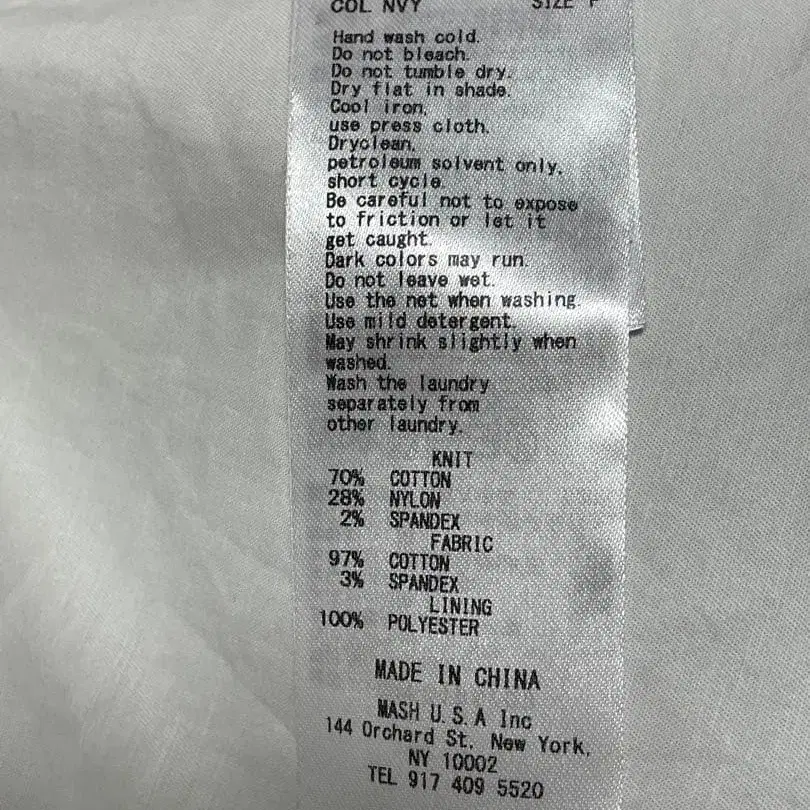 COL NVY SIZE F
Hand wash cold.
Do not bleach.
Do not tumble dry.
Dry flat in shade.
Cool iron,
use press cloth.
Dryclean,
petroleum solvent only,
short cycle.
Be careful not to expose
to friction or let it
get caught.
Dark colors may run.
Do not leave wet.
Use the net when washing.
Use mild detergent.
May shrink slightly when
washed.
Wash the laundry
separately from
other laundry.
KNIT
70% COTTON
28% NYLON
2% SPANDEX
FABRIC
97% COTTON
3% SPANDEX
LINING
100% POLYESTER
MADE IN CHINA
MASH U.S.A Inc
144 Orchard St, New York,
NY 10002
TEL 917 409 5520